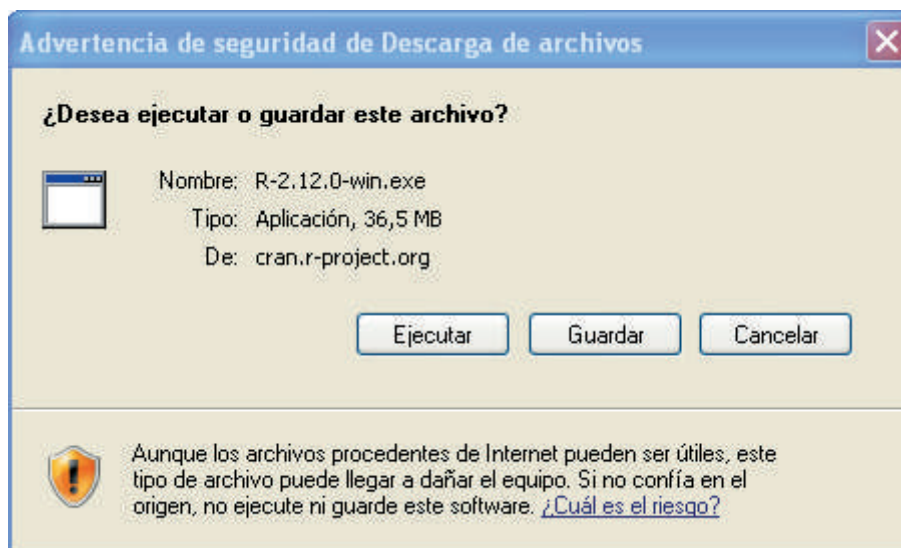 Advertencia de seguridad de Descarga de archivos
¿Desea ejecutar o guardar este archivo?
Nombre: R-2.12.0-win.exe
Tipo: Aplicación, 36,5 MB
De: cran.r-project.org
Ejecutar Guardar Cancelar
Aunque los archivos procedentes de Internet pueden ser útiles, este
tipo de archivo puede llegar a dañar el equipo. Si no confía en el
origen, no ejecute ni guarde este software. ¿Cuál es el riesgo?